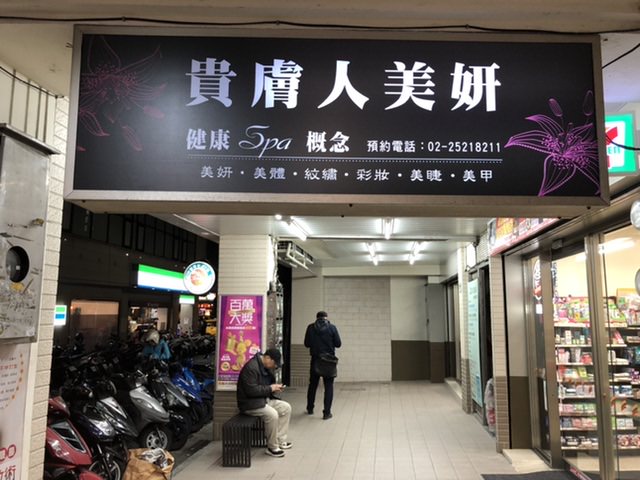 貴膚人美妍
健康 Spa 概念 預約電話:02-25218211
美妍·美體·紋繡·彩妝·美睫·美甲
百萬
大獎